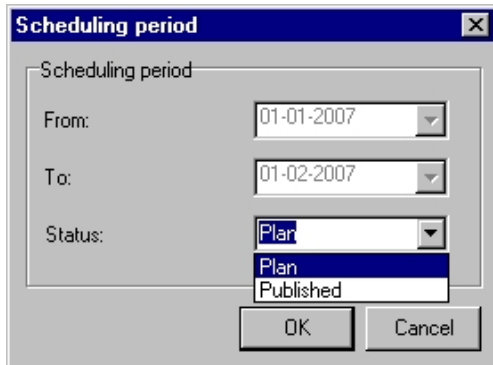 Scheduling period
Scheduling period
From: 01-01-2007
To: 01-02-2007
Status: Plan
Plan
Published
OK Cancel